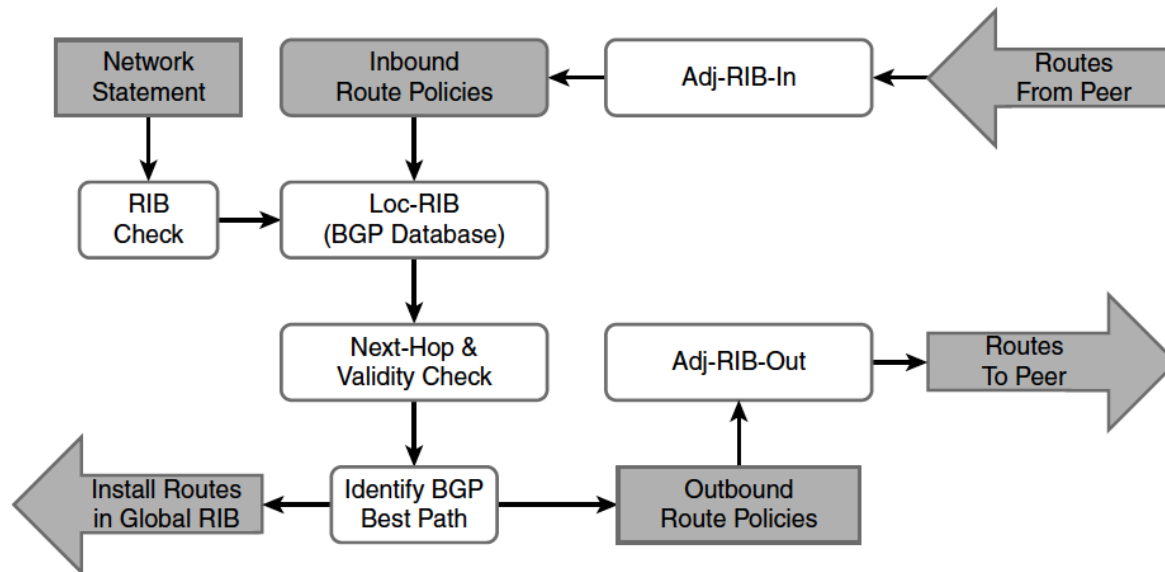 Network
Statement
Inbound
Route Policies
Adj-RIB-In
Routes
From Peer
RIB
Check
Loc-RIB
(BGP Database)
Next-Hop &
Validity Check
Adj-RIB-Out
Routes
To Peer
Install Routes
in Global RIB
Identify BGP
Best Path
Outbound
Route Policies